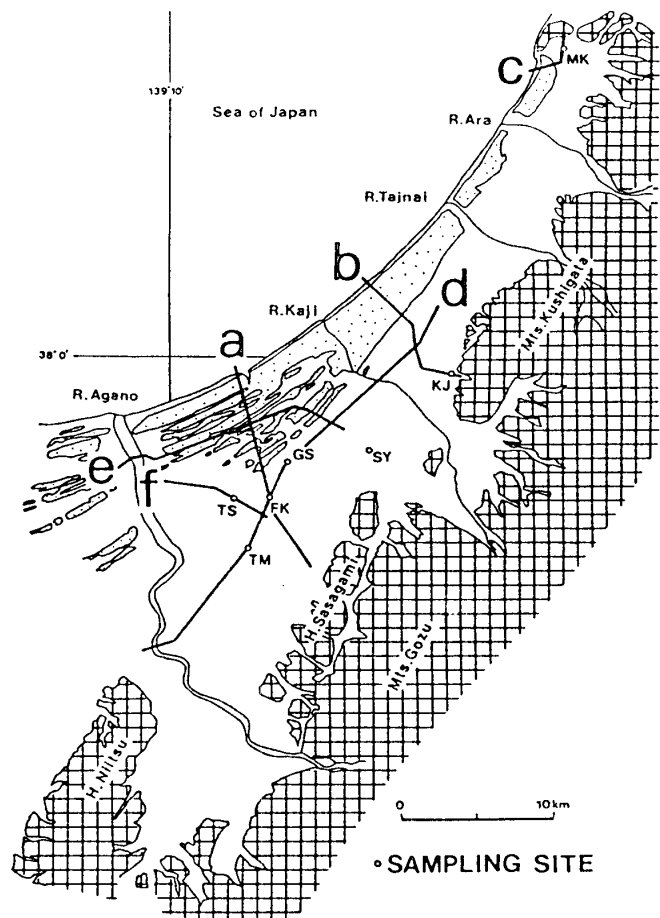 c
MK
139°10'
Sea of Japan
R.Ara
R.Tajnai
b
d
R.Kaji
Mts.Kushigata
a
38°0'
KJ
R.Agano
e
f
GS
SY
TS
FK
TM
H.Sasagami
Mts.Gozu
H.Niitsu
0 10km
SAMPLING SITE